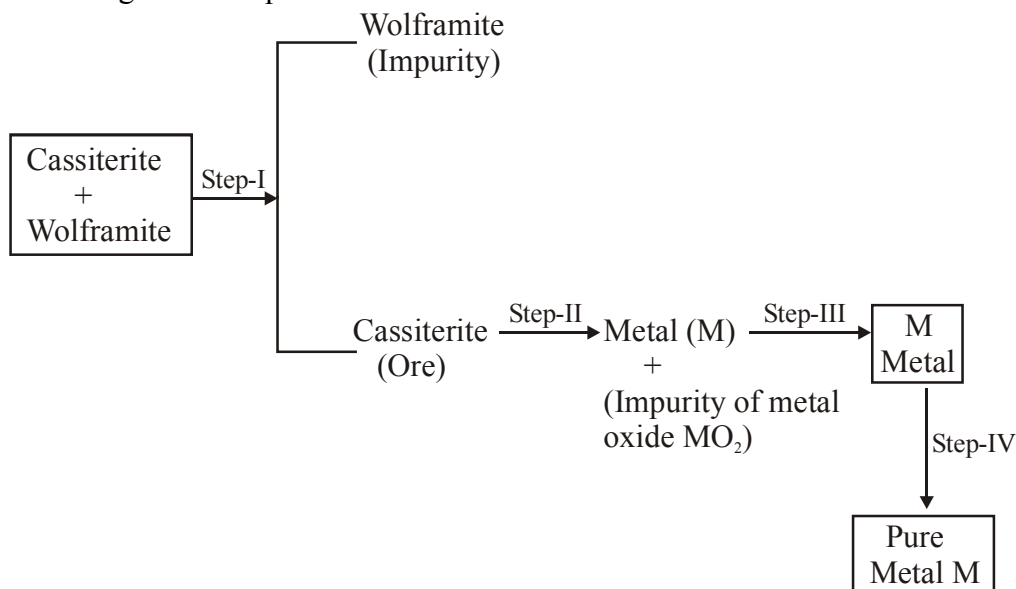 Wolframite
(Impurity)
Cassiterite
+
Wolframite
Step-I
Cassiterite
(Ore)
Step-II
Metal (M)
+
(Impurity of metal
oxide MO₂)
Step-III
M
Metal
Step-IV
Pure
Metal M